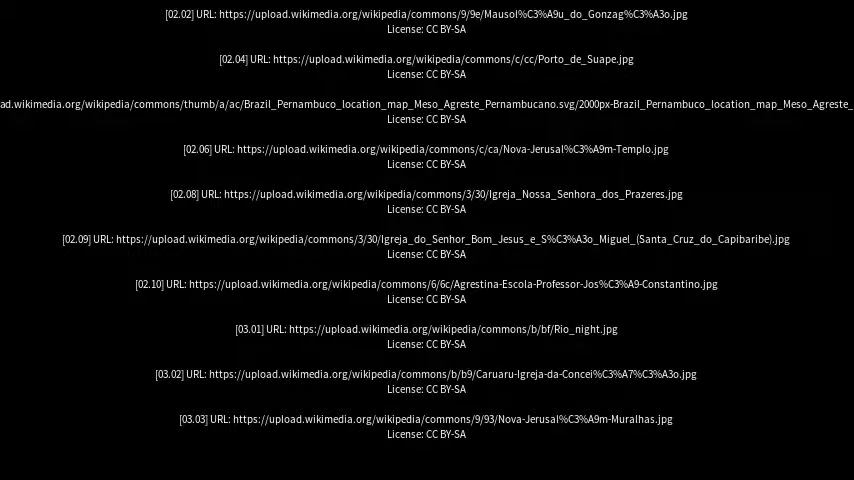 [02.02] URL: https://upload.wikimedia.org/wikipedia/commons/9/9e/Mausol%C3%A9u_do_Gonzag%C3%A3o.jpg
License: CC BY-SA
[02.04] URL: https://upload.wikimedia.org/wikipedia/commons/c/cc/Porto_de_Suape.jpg
License: CC BY-SA
ad.wikimedia.org/wikipedia/commons/thumb/a/ac/Brazil_Pernambuco_location_map_Meso_Agreste_Pernambucano.svg/2000px-Brazil_Pernambuco_location_map_Meso_Agreste_
License: CC BY-SA
[02.06] URL: https://upload.wikimedia.org/wikipedia/commons/c/ca/Nova-Jerusal%C3%A9m-Templo.jpg
License: CC BY-SA
[02.08] URL: https://upload.wikimedia.org/wikipedia/commons/3/30/Igreja_Nossa_Senhora_dos_Prazeres.jpg
License: CC BY-SA
[02.09] URL: https://upload.wikimedia.org/wikipedia/commons/3/30/Igreja_do_Senhor_Bom_Jesus_e_S%C3%A3o_Miguel_(Santa_Cruz_do_Capibaribe).jpg
License: CC BY-SA
[02.10] URL: https://upload.wikimedia.org/wikipedia/commons/6/6c/Agrestina-Escola-Professor-Jos%C3%A9-Constantino.jpg
License: CC BY-SA
[03.01] URL: https://upload.wikimedia.org/wikipedia/commons/b/bf/Rio_night.jpg
License: CC BY-SA
[03.02] URL: https://upload.wikimedia.org/wikipedia/commons/b/b9/Caruaru-Igreja-da-Concei%C3%A7%C3%A3o.jpg
License: CC BY-SA
[03.03] URL: https://upload.wikimedia.org/wikipedia/commons/9/93/Nova-Jerusal%C3%A9m-Muralhas.jpg
License: CC BY-SA